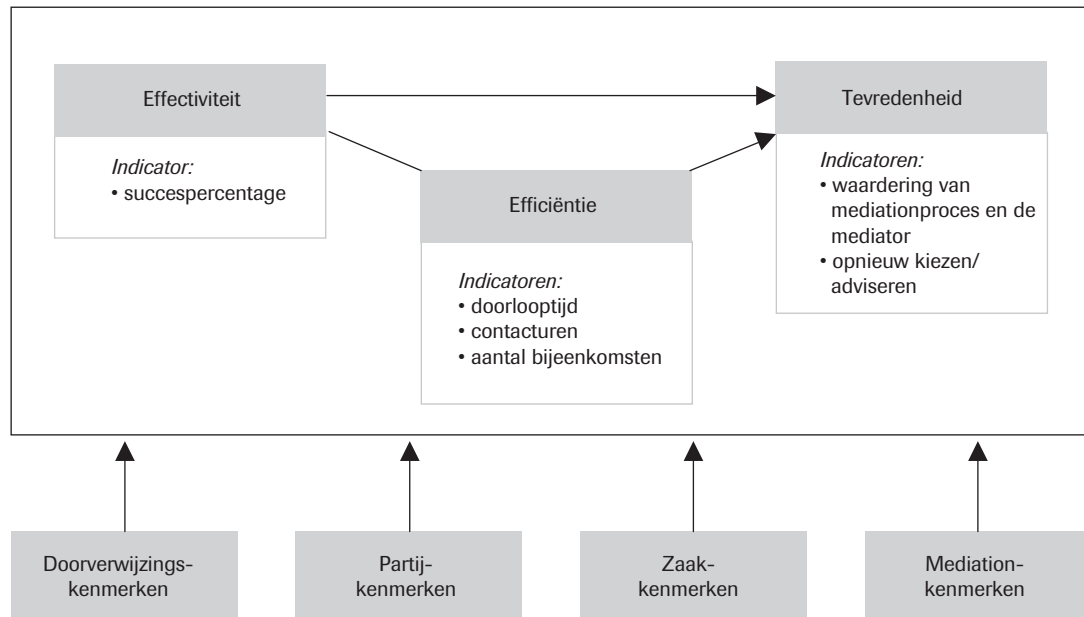 Effectiviteit
Indicator:
• succespercentage
Efficiëntie
Indicatoren:
• doorlooptijd
• contacturen
• aantal bijeenkomsten
Tevredenheid
Indicatoren:
• waardering van
mediationproces en de
mediator
• opnieuw kiezen/
adviseren
Doorverwijzings-
kenmerken
Partij-
kenmerken
Zaak-
kenmerken
Mediation-
kenmerken